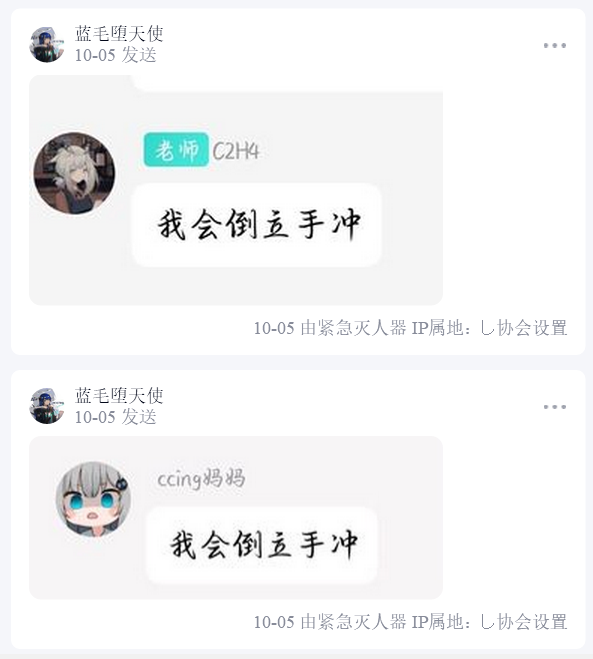 蓝毛堕天使
10-05 发送
老师 C2H4
我会倒立手冲
10-05 由紧急灭人器 IP属地：乚协会设置
蓝毛堕天使
10-05 发送
ccing妈妈
我会倒立手冲
10-05 由紧急灭人器 IP属地：乚协会设置